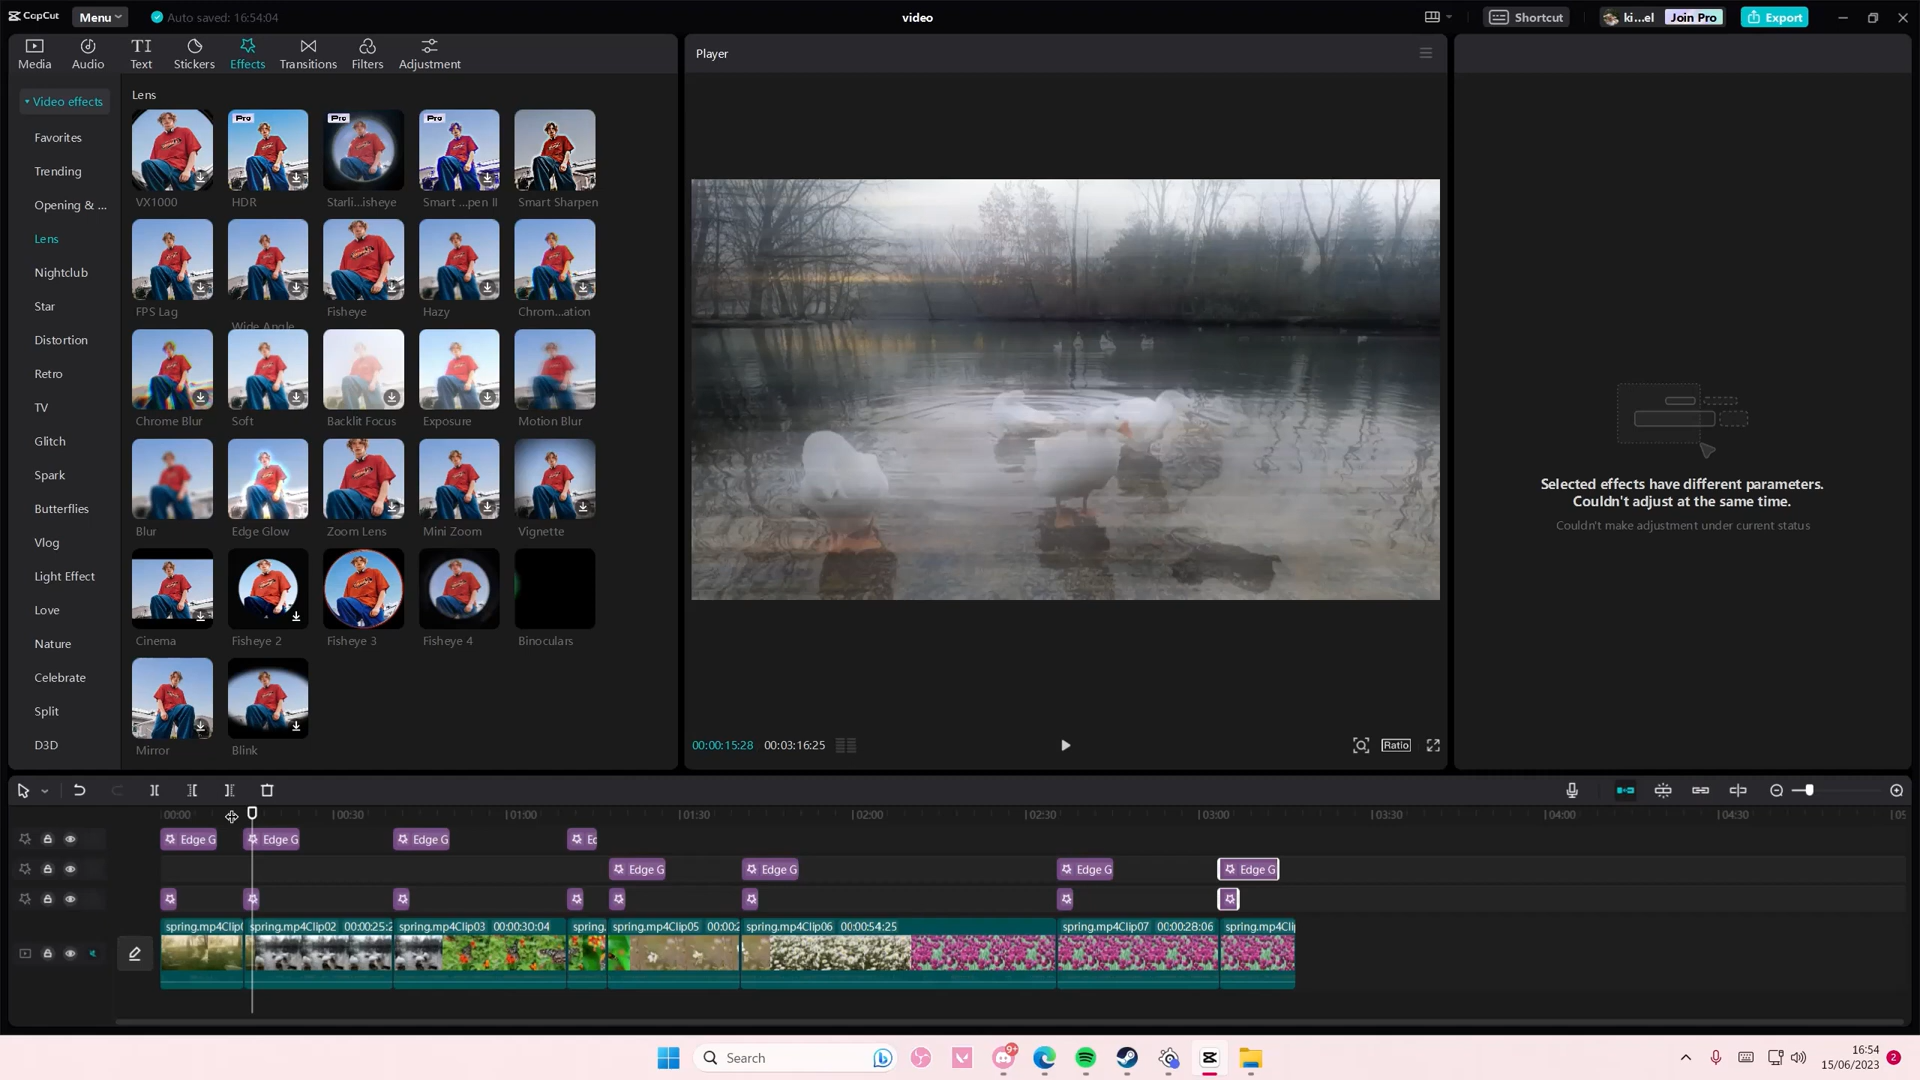 CapCut
Menu
Auto saved: 16:54:04
video
Shortcut
ki...el
Join Pro
Export
Media
Audio
Text
Stickers
Effects
Transitions
Filters
Adjustment
Player
Video effects
Favorites
Trending
Opening & ...
Lens
Nightclub
Star
Distortion
Retro
TV
Glitch
Spark
Butterflies
Vlog
Light Effect
Love
Nature
Celebrate
Split
D3D
Lens
Pro
Pro
Pro
VX1000
HDR
Starli...isheye
Smart ...pen II
Smart Sharpen
FPS Lag
Wide Angle
Fisheye
Hazy
Chrom...ation
Chrome Blur
Soft
Backlit Focus
Exposure
Motion Blur
Blur
Edge Glow
Zoom Lens
Mini Zoom
Vignette
Cinema
Fisheye 2
Fisheye 3
Fisheye 4
Binoculars
Mirror
Blink
Selected effects have different parameters.
Couldn't adjust at the same time.
Couldn't make adjustment under current status
00:00:15:28
00:03:16:25
Ratio
00:00
00:30
01:00
01:30
02:00
02:30
03:00
03:30
04:00
04:30
Edge G
Edge G
Edge G
Ed
Edge G
Edge G
Edge G
Edge G
spring.mp4Clip0
spring.mp4Clip02 00:00:25:2
spring.mp4Clip03 00:00:30:04
spring.
spring.mp4Clip05 00:00:2
spring.mp4Clip06 00:00:54:25
spring.mp4Clip07 00:00:28:06
spring.mp4Cli
Search
9+
16:54
15/06/2023
2